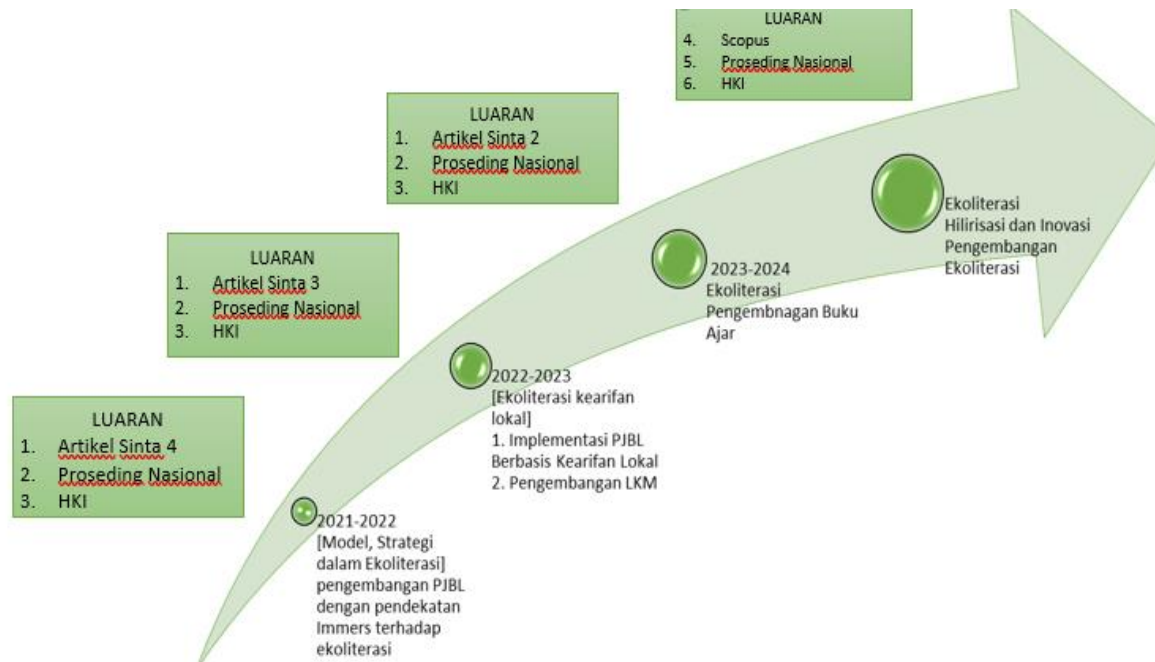 LUARAN
4. Scopus
5. Proseding Nasional
6. HKI
LUARAN
1. Artikel Sinta 2
2. Proseding Nasional
3. HKI
LUARAN
1. Artikel Sinta 3
2. Proseding Nasional
3. HKI
LUARAN
1. Artikel Sinta 4
2. Proseding Nasional
3. HKI
Ekoliterasi
Hilirisasi dan Inovasi
Pengembangan
Ekoliterasi
2023-2024
Ekoliterasi
Pengembnagan Buku
Ajar
2022-2023
[Ekoliterasi kearifan
lokal]
1. Implementasi PJBL
Berbasis Kearifan Lokal
2. Pengembangan LKM
2021-2022
[Model, Strategi
dalam Ekoliterasi]
pengembangan PJBL
dengan pendekatan
Immers terhadap
ekoliterasi